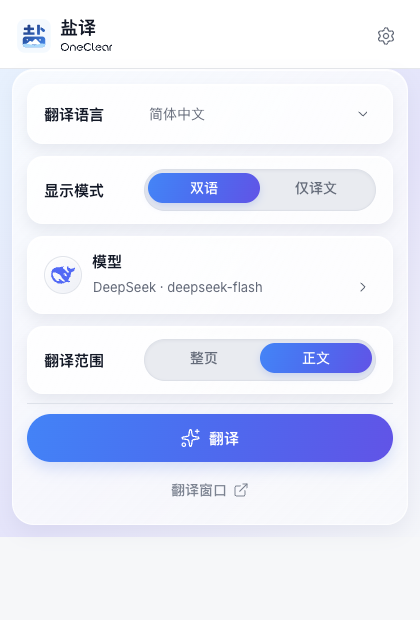 盐
盐译
OneClear
翻译语言 简体中文
显示模式 双语 仅译文
模型
DeepSeek · deepseek-flash
翻译范围 整页 正文
翻译
翻译窗口